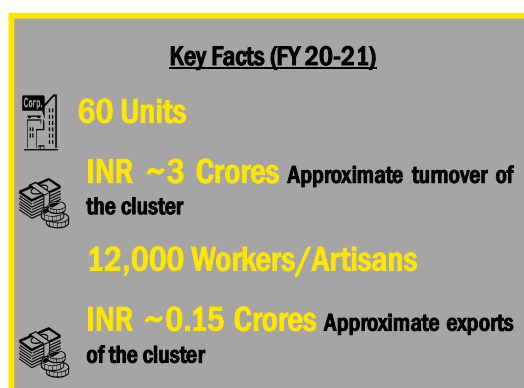 Key Facts (FY 20-21)
Corp.
60 Units
INR ~3 Crores Approximate turnover of
the cluster
12,000 Workers/Artisans
INR ~0.15 Crores Approximate exports
of the cluster